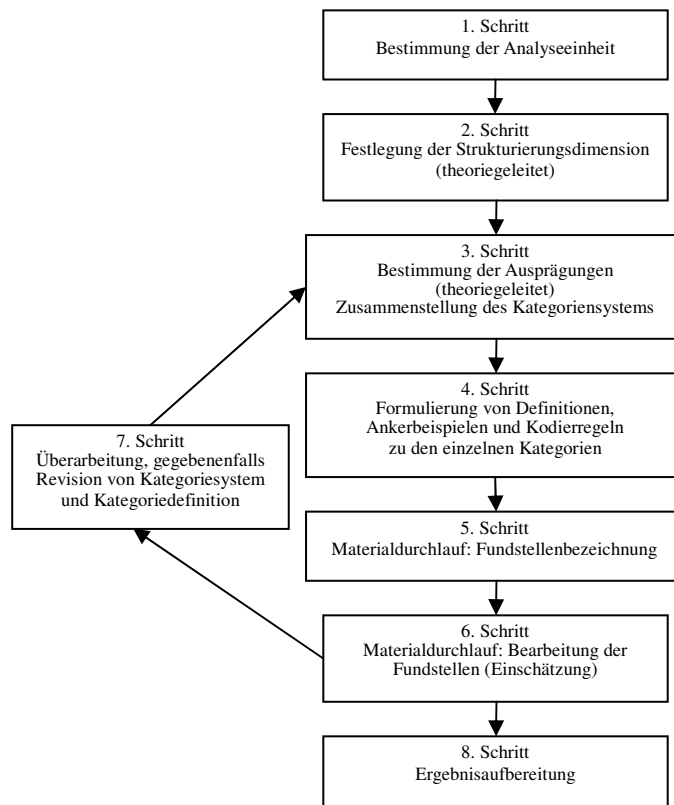 1. Schritt
Bestimmung der Analyseeinheit
2. Schritt
Festlegung der Strukturierungsdimension
(theoriegeleitet)
3. Schritt
Bestimmung der Ausprägungen
(theoriegeleitet)
Zusammenstellung des Kategoriensystems
4. Schritt
Formulierung von Definitionen,
Ankerbeispielen und Kodierregeln
zu den einzelnen Kategorien
7. Schritt
Überarbeitung, gegebenenfalls
Revision von Kategoriesystem
und Kategoriedefinition
5. Schritt
Materialdurchlauf: Fundstellenbezeichnung
6. Schritt
Materialdurchlauf: Bearbeitung der
Fundstellen (Einschätzung)
8. Schritt
Ergebnisaufbereitung